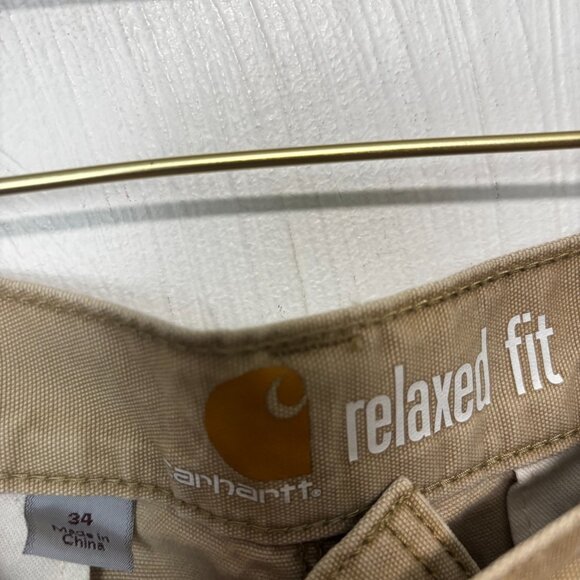 relaxed fit
carhartt.
34
Made in
China